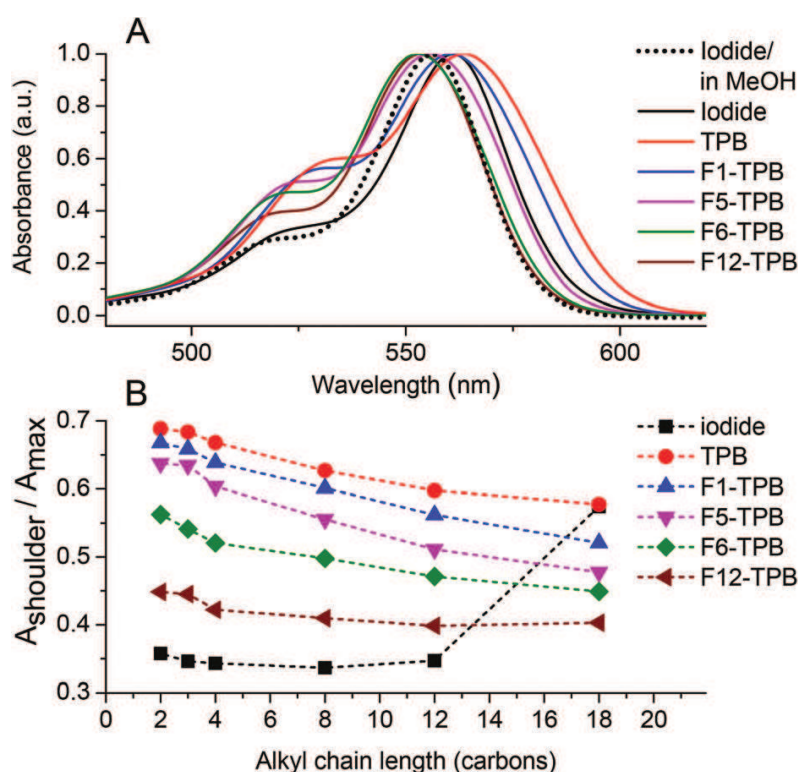 A
Absorbance (a.u.)
1.0
0.8
0.6
0.4
0.2
0.0
500
550
600
Wavelength (nm)
Iodide/
in MeOH
Iodide
TPB
F1-TPB
F5-TPB
F6-TPB
F12-TPB
B
Ashoulder / Amax
0.7
0.6
0.5
0.4
0.3
0
2
4
6
8
10
12
14
16
18
20
Alkyl chain length (carbons)
iodide
TPB
F1-TPB
F5-TPB
F6-TPB
F12-TPB